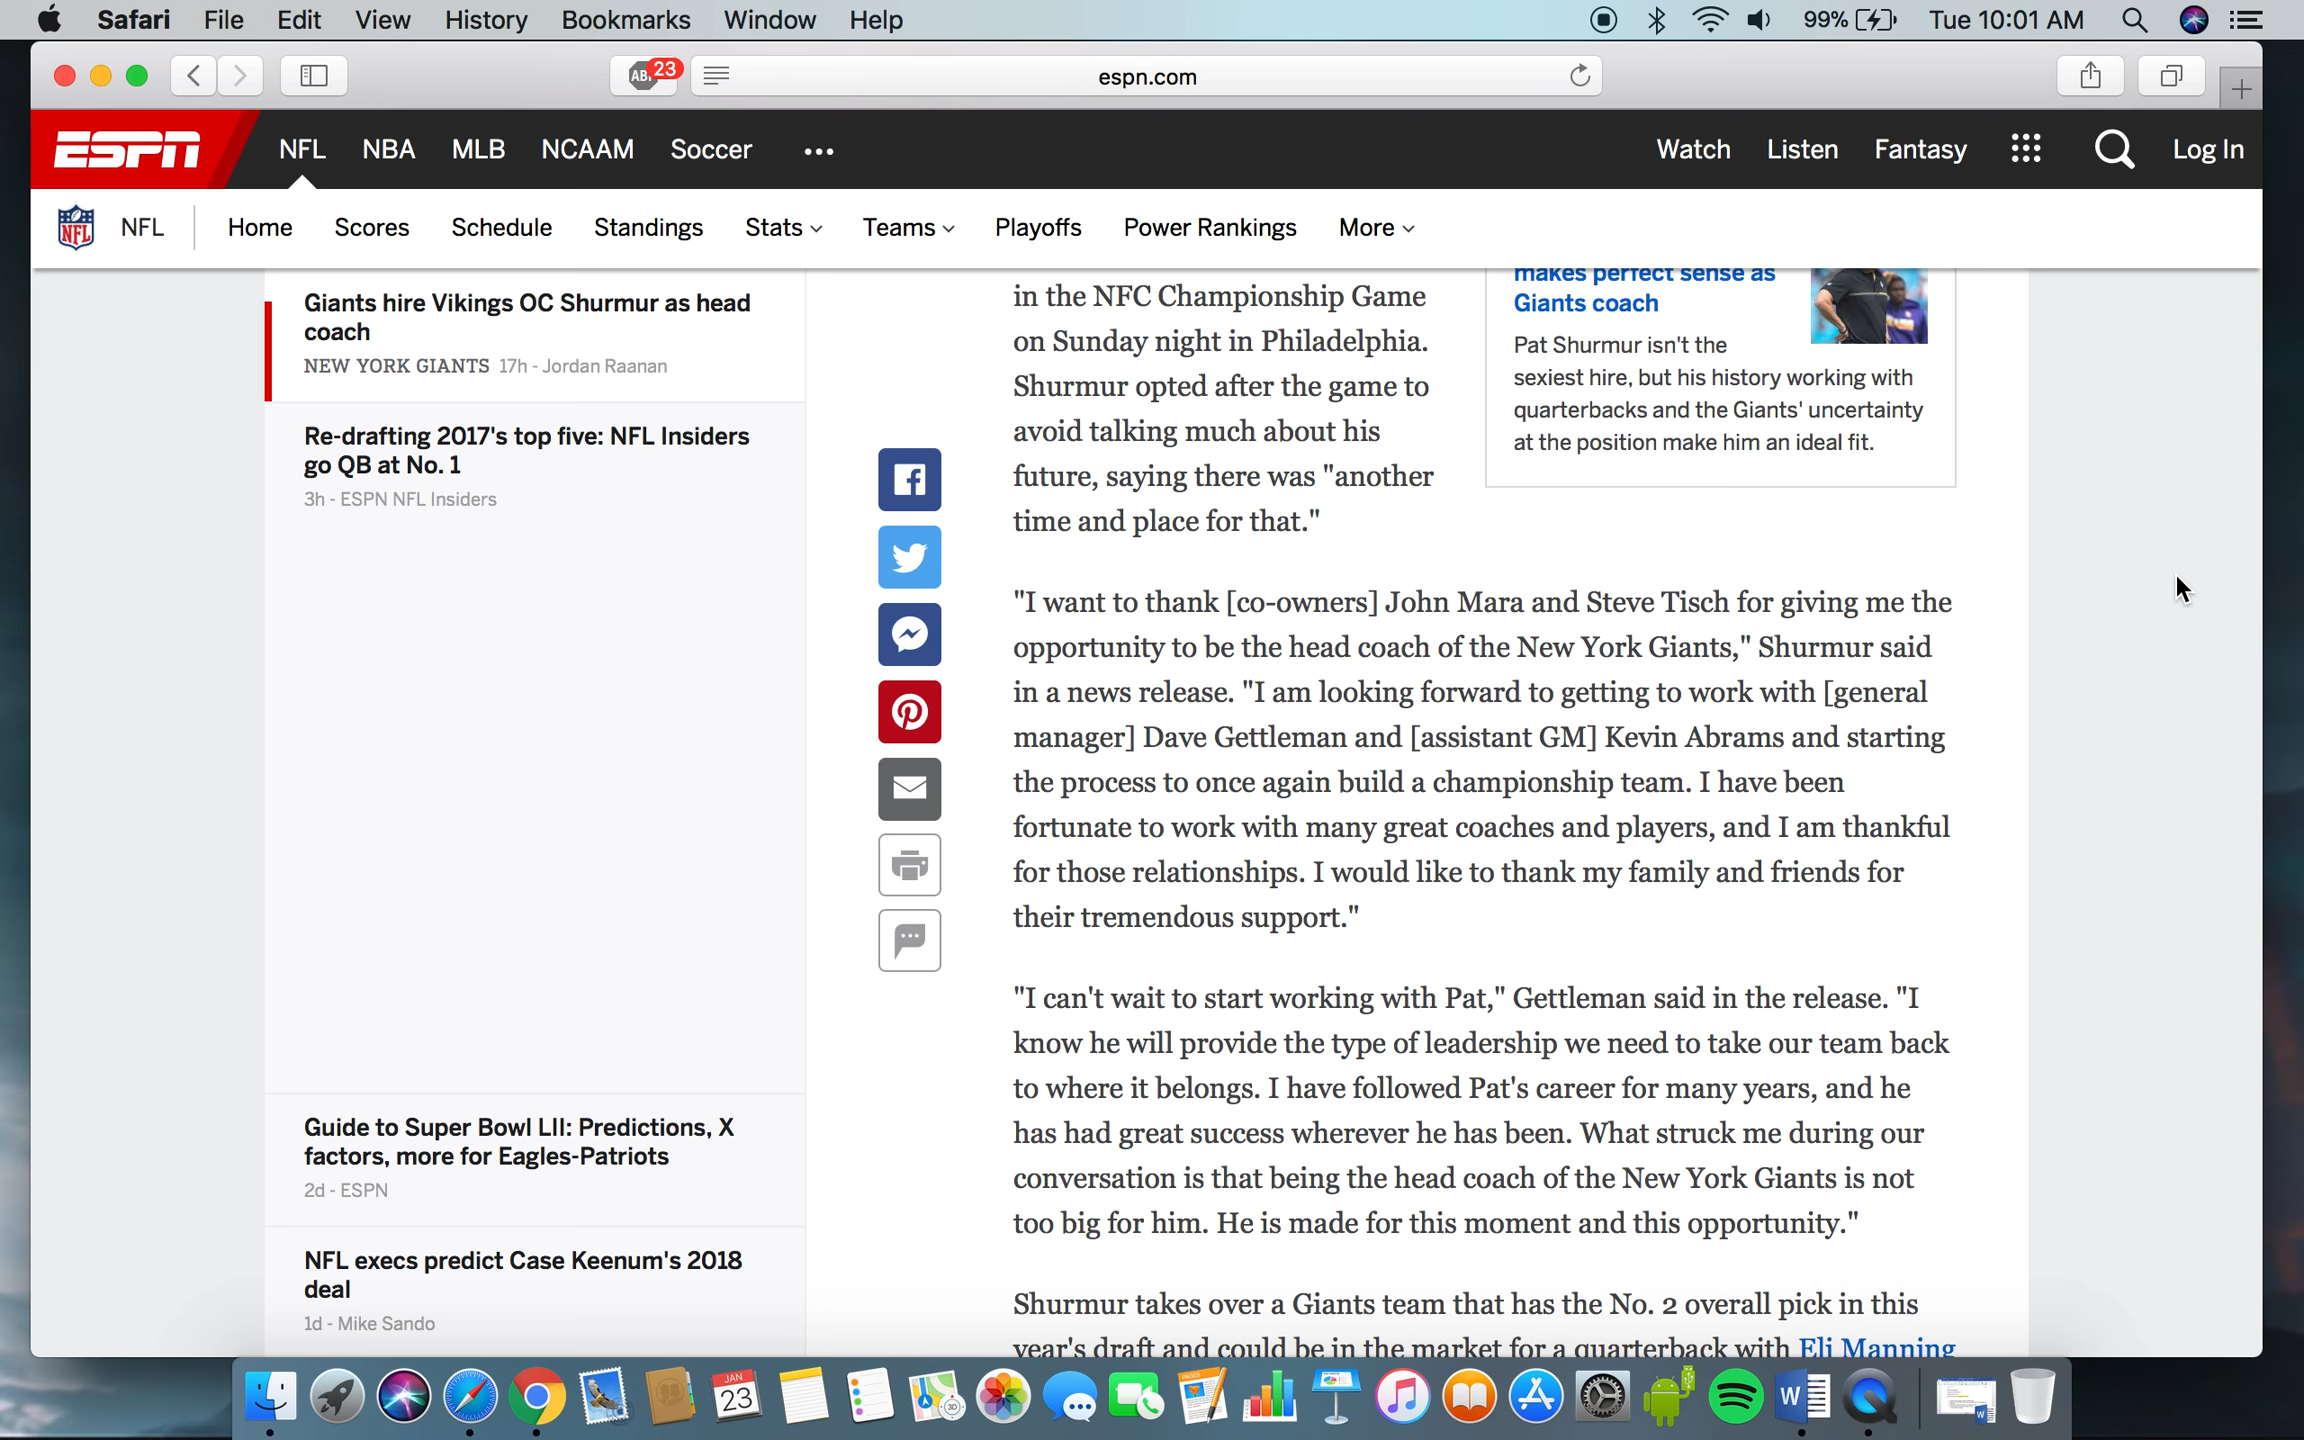 Safari File Edit View History Bookmarks Window Help 99% Tue 10:01 AM
ABP 23 espn.com
ESPN NFL NBA MLB NCAAM Soccer ••• Watch Listen Fantasy Log In
NFL NFL Home Scores Schedule Standings Stats Teams Playoffs Power Rankings More
Giants hire Vikings OC Shurmur as head
coach
NEW YORK GIANTS 17h - Jordan Raanan
Re-drafting 2017's top five: NFL Insiders
go QB at No. 1
3h - ESPN NFL Insiders
Guide to Super Bowl LII: Predictions, X
factors, more for Eagles-Patriots
2d - ESPN
NFL execs predict Case Keenum's 2018
deal
1d - Mike Sando
in the NFC Championship Game
on Sunday night in Philadelphia.
Shurmur opted after the game to
avoid talking much about his
future, saying there was "another
time and place for that."
makes perfect sense as
Giants coach
Pat Shurmur isn't the
sexiest hire, but his history working with
quarterbacks and the Giants' uncertainty
at the position make him an ideal fit.
"I want to thank [co-owners] John Mara and Steve Tisch for giving me the
opportunity to be the head coach of the New York Giants," Shurmur said
in a news release. "I am looking forward to getting to work with [general
manager] Dave Gettleman and [assistant GM] Kevin Abrams and starting
the process to once again build a championship team. I have been
fortunate to work with many great coaches and players, and I am thankful
for those relationships. I would like to thank my family and friends for
their tremendous support."
"I can't wait to start working with Pat," Gettleman said in the release. "I
know he will provide the type of leadership we need to take our team back
to where it belongs. I have followed Pat's career for many years, and he
has had great success wherever he has been. What struck me during our
conversation is that being the head coach of the New York Giants is not
too big for him. He is made for this moment and this opportunity."
Shurmur takes over a Giants team that has the No. 2 overall pick in this
year's draft and could be in the market for a quarterback with Eli Manning
JAN
23
3D
W
W